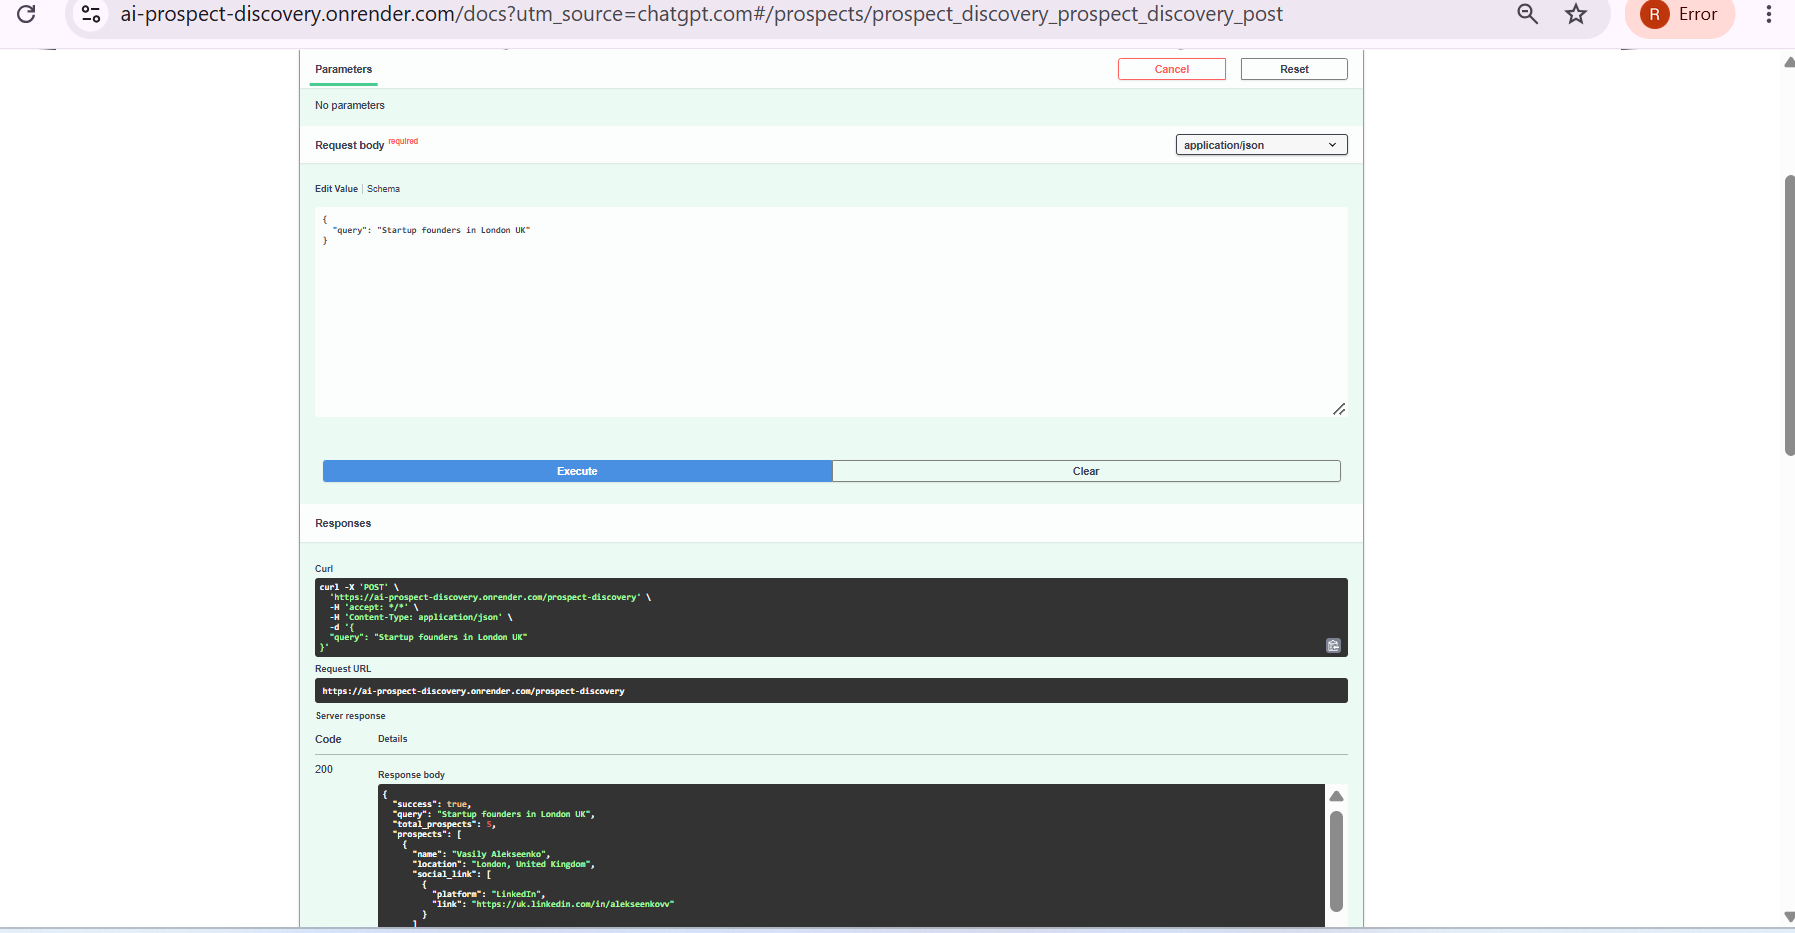 ai-prospect-discovery.onrender.com/docs?utm_source=chatgpt.com#/prospects/prospect_discovery_prospect_discovery_post
R Error
Parameters
Cancel
Reset
No parameters
Request body required
application/json
Edit Value | Schema
{
"query": "Startup founders in London UK"
}
Execute
Clear
Responses
Curl
curl -X 'POST' \
'https://ai-prospect-discovery.onrender.com/prospect-discovery' \
-H 'accept: */*' \
-H 'Content-Type: application/json' \
-d '{
"query": "Startup founders in London UK"
}'
Request URL
https://ai-prospect-discovery.onrender.com/prospect-discovery
Server response
Code Details
200
Response body
{
"success": true,
"query": "Startup founders in London UK",
"total_prospects": 5,
"prospects": [
{
"name": "Vasily Alekseenko",
"location": "London, United Kingdom",
"social_link": [
{
"platform": "LinkedIn",
"link": "https://uk.linkedin.com/in/alekseenkovv"
}
]